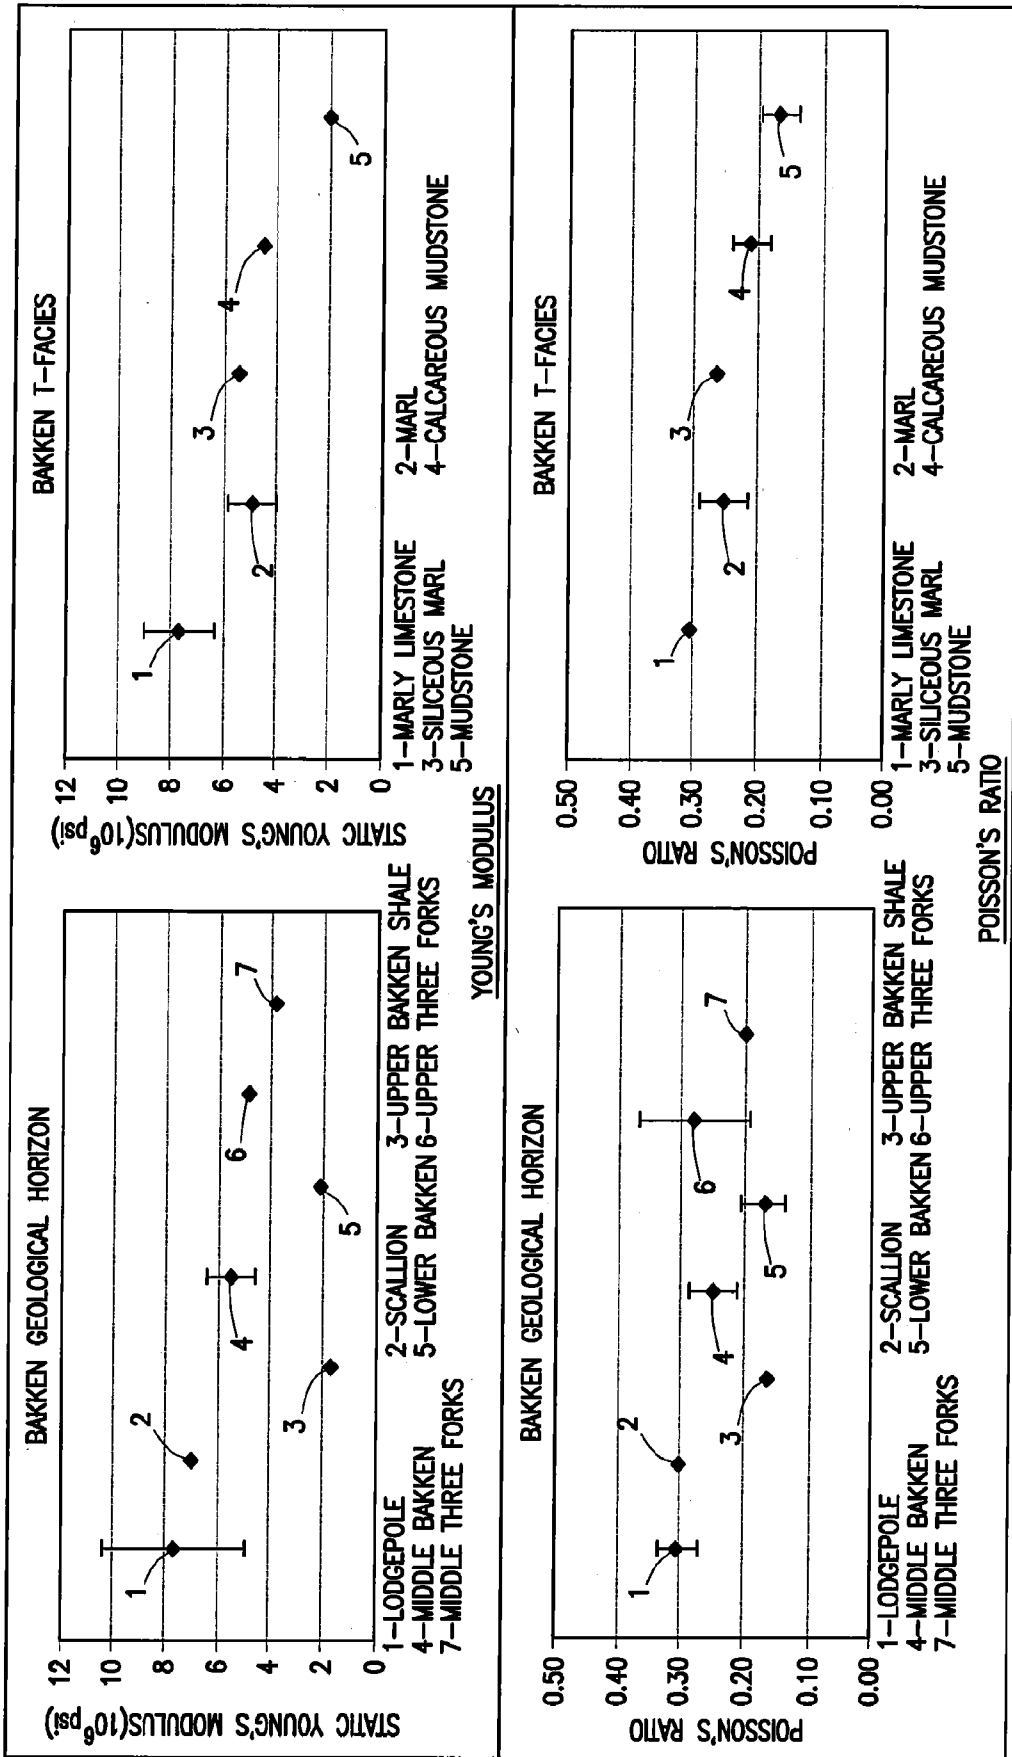 BAKKEN GEOLOGICAL HORIZON
STATIC YOUNG'S MODULUS(10⁶psi)
12
10
8
6
4
2
0
1
2
3
4
5
6
7
1–LODGEPOLE 2–SCALLION 3–UPPER BAKKEN SHALE
4–MIDDLE BAKKEN 5–LOWER BAKKEN 6–UPPER THREE FORKS
7–MIDDLE THREE FORKS
BAKKEN T–FACIES
STATIC YOUNG'S MODULUS(10⁶psi)
12
10
8
6
4
2
0
1
2
3
4
5
1–MARLY LIMESTONE 2–MARL
3–SILICEOUS MARL 4–CALCAREOUS MUDSTONE
5–MUDSTONE
YOUNG'S MODULUS
BAKKEN GEOLOGICAL HORIZON
POISSON'S RATIO
0.50
0.40
0.30
0.20
0.10
0.00
1
2
3
4
5
6
7
1–LODGEPOLE 2–SCALLION 3–UPPER BAKKEN SHALE
4–MIDDLE BAKKEN 5–LOWER BAKKEN 6–UPPER THREE FORKS
7–MIDDLE THREE FORKS
BAKKEN T–FACIES
POISSON'S RATIO
0.50
0.40
0.30
0.20
0.10
0.00
1
2
3
4
5
1–MARLY LIMESTONE 2–MARL
3–SILICEOUS MARL 4–CALCAREOUS MUDSTONE
5–MUDSTONE
POISSON'S RATIO